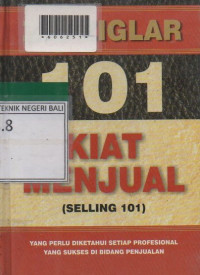 IGLAR
101
TEKNIK NEGERI BALI
.8
KIAT
MENJUAL
(SELLING 101)
YANG PERLU DIKETAHUI SETIAP PROFESIONAL
YANG SUKSES DI BIDANG PENJUALAN